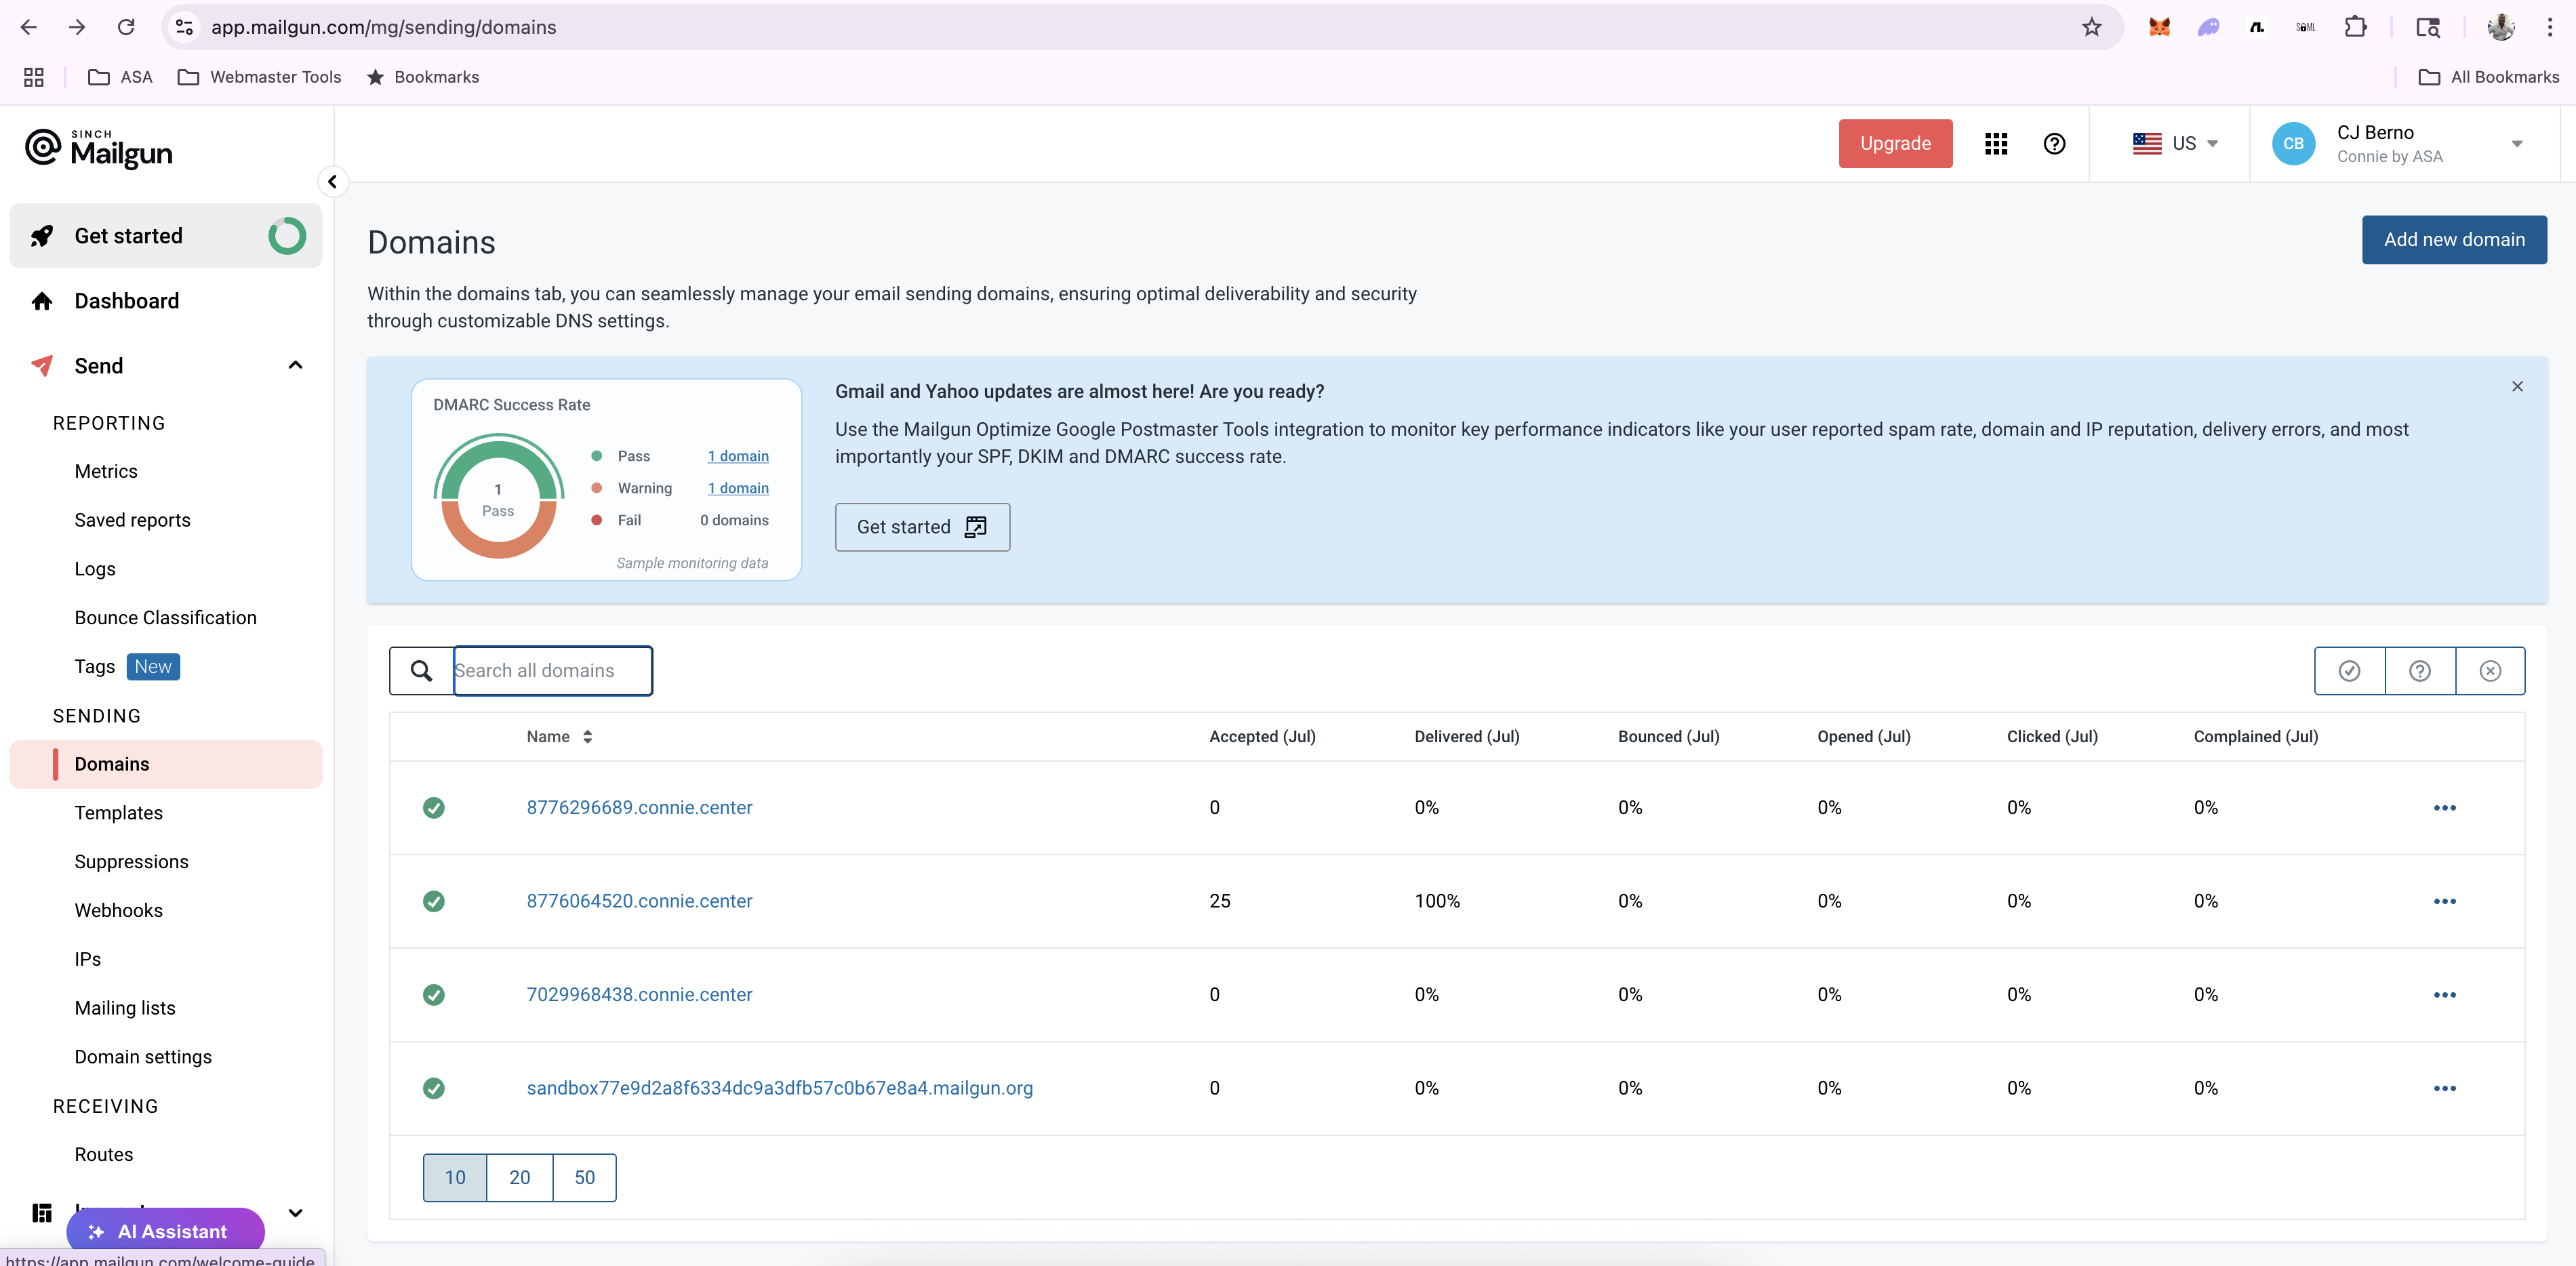 app.mailgun.com/mg/sending/domains
ASA
Webmaster Tools
Bookmarks
All Bookmarks
SINCH
Mailgun
Upgrade
US
CB
CJ Berno
Connie by ASA
Get started
Dashboard
Send
REPORTING
Metrics
Saved reports
Logs
Bounce Classification
Tags New
SENDING
Domains
Templates
Suppressions
Webhooks
IPs
Mailing lists
Domain settings
RECEIVING
Routes
AI Assistant
https://app.mailgun.com/welcome-guide
Domains
Add new domain
Within the domains tab, you can seamlessly manage your email sending domains, ensuring optimal deliverability and security
through customizable DNS settings.
DMARC Success Rate
1
Pass
Pass 1 domain
Warning 1 domain
Fail 0 domains
Sample monitoring data
Gmail and Yahoo updates are almost here! Are you ready?
Use the Mailgun Optimize Google Postmaster Tools integration to monitor key performance indicators like your user reported spam rate, domain and IP reputation, delivery errors, and most
importantly your SPF, DKIM and DMARC success rate.
Get started
Search all domains
Name Accepted (Jul) Delivered (Jul) Bounced (Jul) Opened (Jul) Clicked (Jul) Complained (Jul)
8776296689.connie.center 0 0% 0% 0% 0% 0%
8776064520.connie.center 25 100% 0% 0% 0% 0%
7029968438.connie.center 0 0% 0% 0% 0% 0%
sandbox77e9d2a8f6334dc9a3dfb57c0b67e8a4.mailgun.org 0 0% 0% 0% 0% 0%
10 20 50